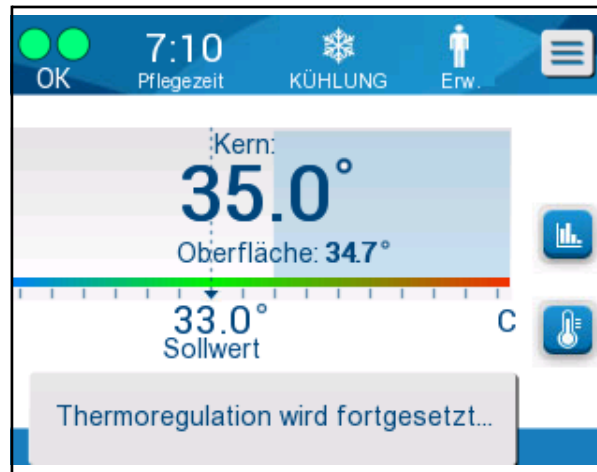 OK
7:10
Pflegezeit
KÜHLUNG
Erw.
Kern:
35.0°
Oberfläche: 34.7°
33.0° C
Sollwert
Thermoregulation wird fortgesetzt...